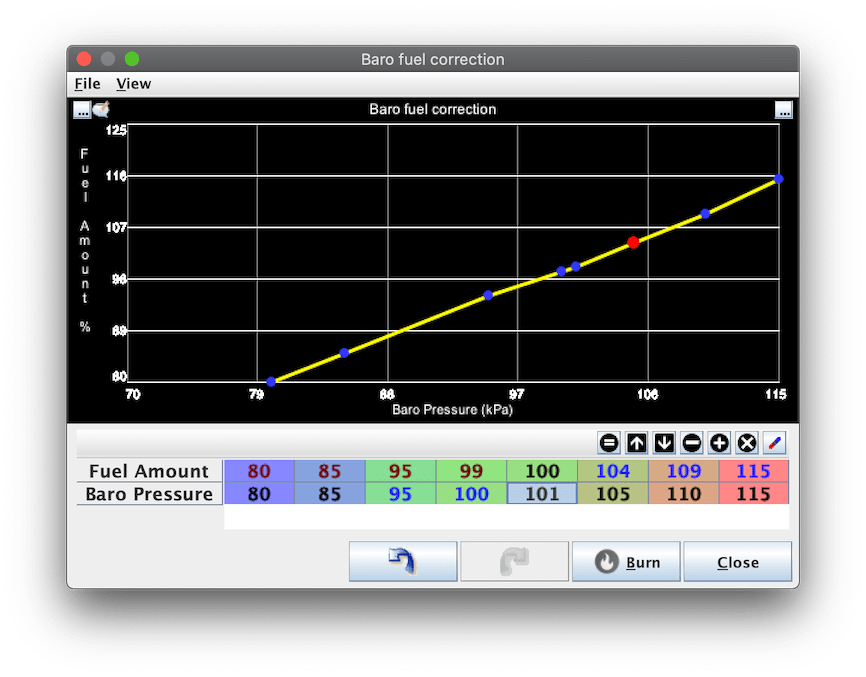 Baro fuel correction
File View
... Baro fuel correction ...
Fuel Amount %
125
116
107
98
89
80
70 79 88 97 106 115
Baro Pressure (kPa)
Fuel Amount 80 85 95 99 100 104 109 115
Baro Pressure 80 85 95 100 101 105 110 115
Burn Close